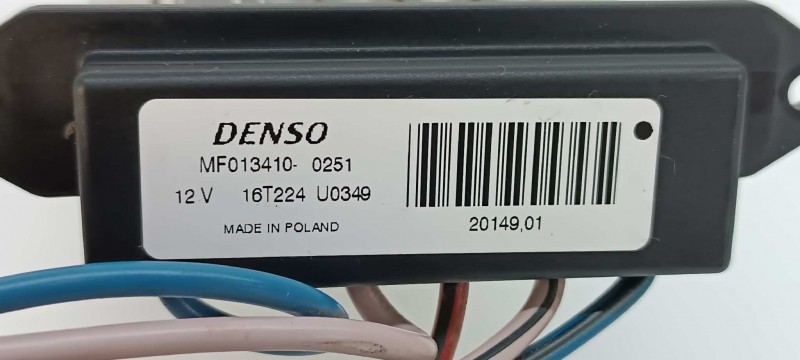 DENSO
MF013410- 0251
12 V 16T224 U0349
MADE IN POLAND
20149,01